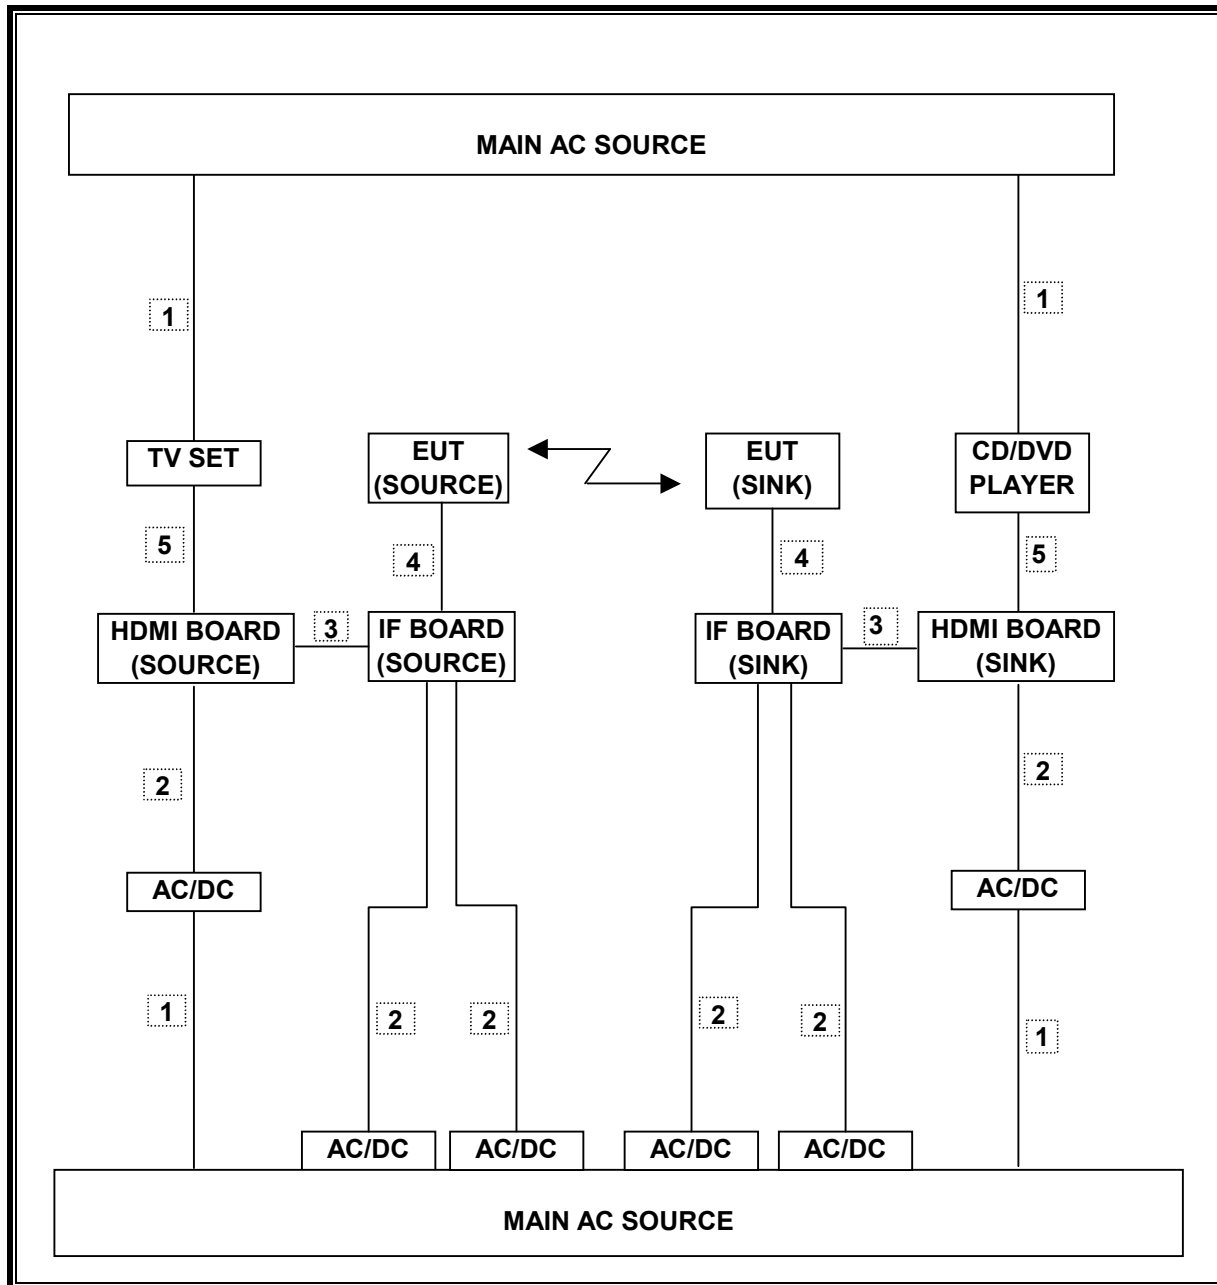 MAIN AC SOURCE
1
1
TV SET
EUT
(SOURCE)
EUT
(SINK)
CD/DVD
PLAYER
5
4
4
5
HDMI BOARD
(SOURCE)
3
IF BOARD
(SOURCE)
IF BOARD
(SINK)
3
HDMI BOARD
(SINK)
2
2
AC/DC
AC/DC
1
2
2
2
2
1
AC/DC
AC/DC
AC/DC
AC/DC
MAIN AC SOURCE